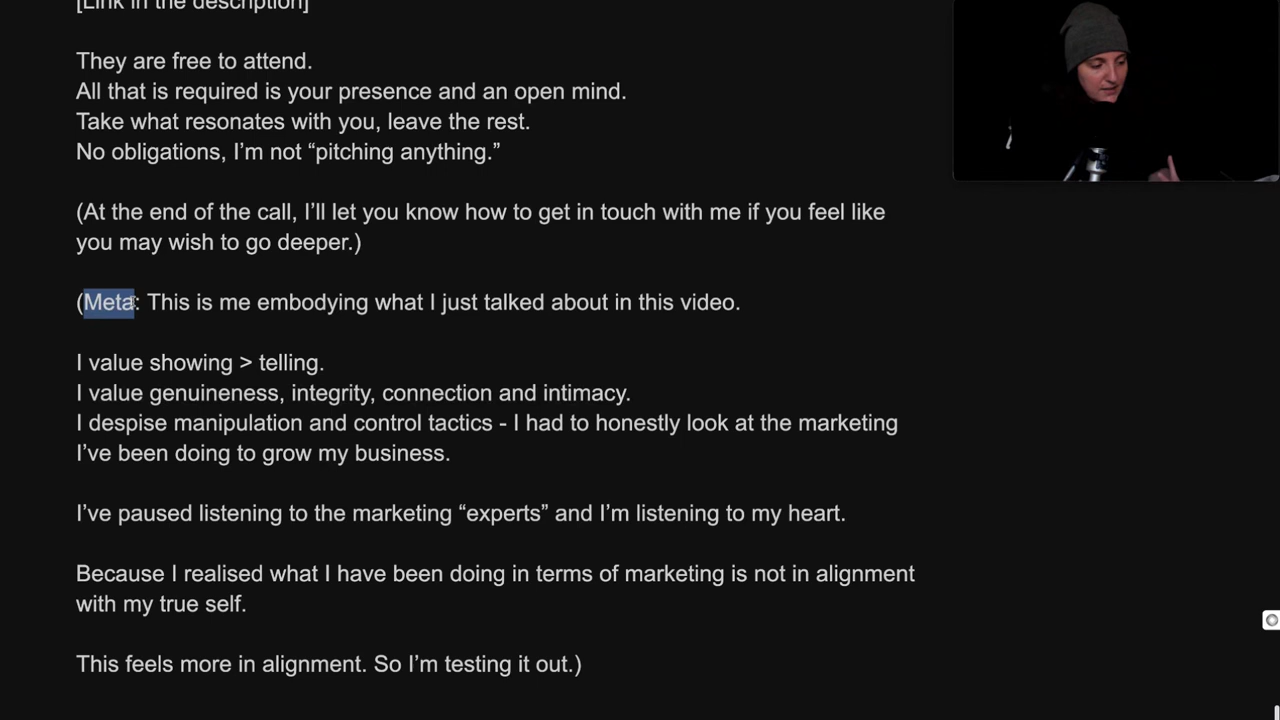 [Link in the description]
They are free to attend.
All that is required is your presence and an open mind.
Take what resonates with you, leave the rest.
No obligations, I’m not “pitching anything.”
(At the end of the call, I’ll let you know how to get in touch with me if you feel like
you may wish to go deeper.)
(Meta: This is me embodying what I just talked about in this video.
I value showing > telling.
I value genuineness, integrity, connection and intimacy.
I despise manipulation and control tactics - I had to honestly look at the marketing
I’ve been doing to grow my business.
I’ve paused listening to the marketing “experts” and I’m listening to my heart.
Because I realised what I have been doing in terms of marketing is not in alignment
with my true self.
This feels more in alignment. So I’m testing it out.)